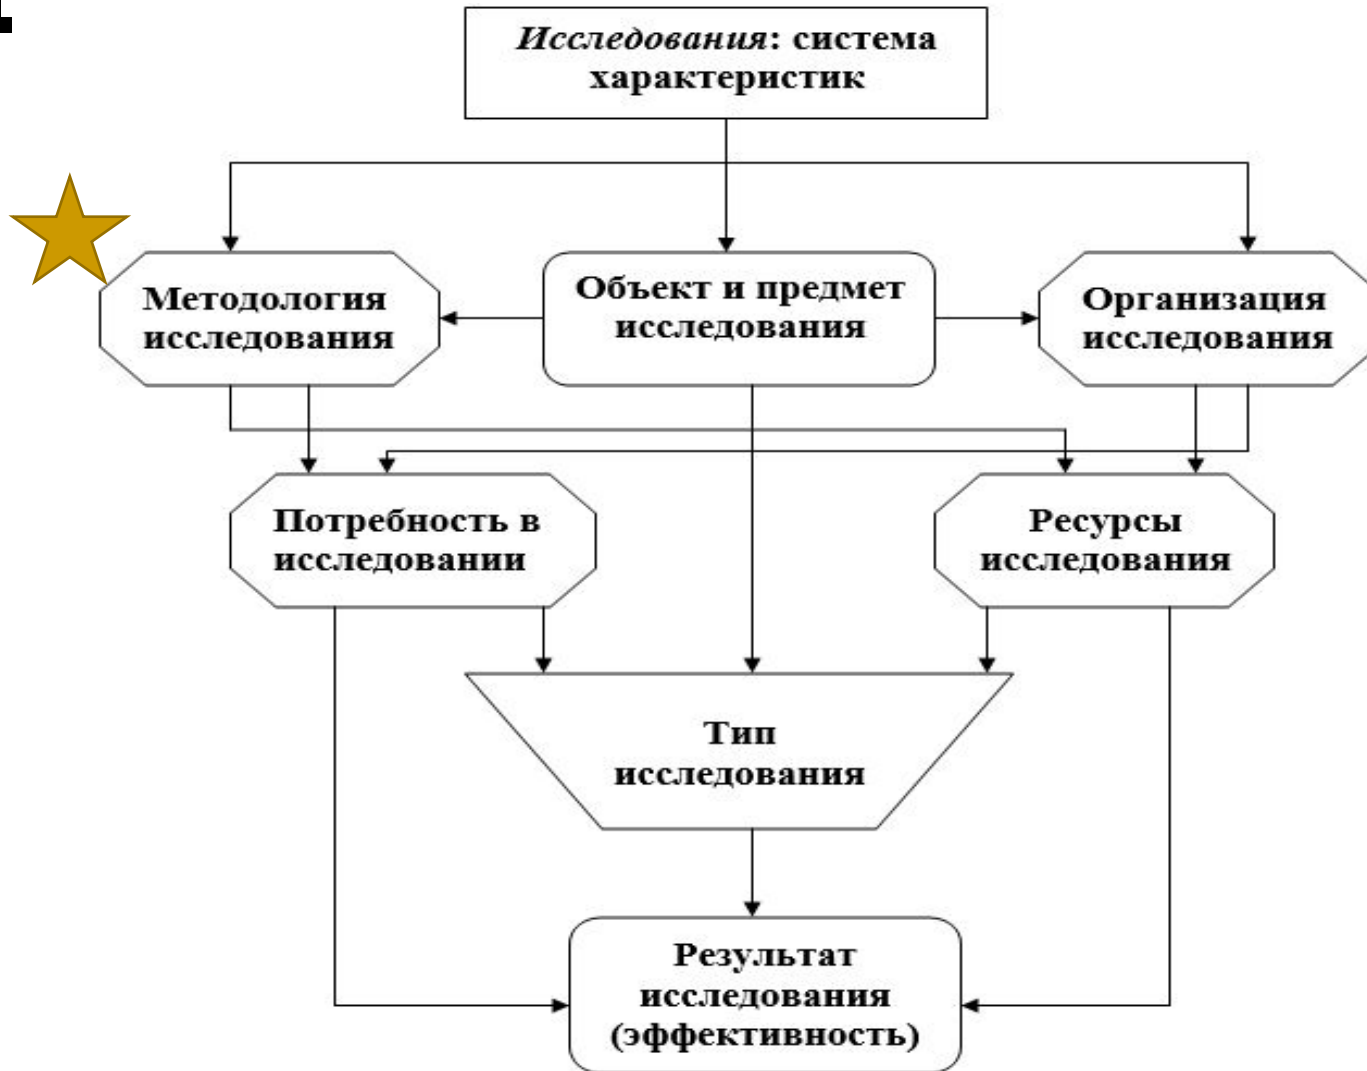 Исследования: система
характеристик
Методология
исследования
Объект и предмет
исследования
Организация
исследования
Потребность в
исследовании
Ресурсы
исследования
Тип
исследования
Результат
исследования
(эффективность)